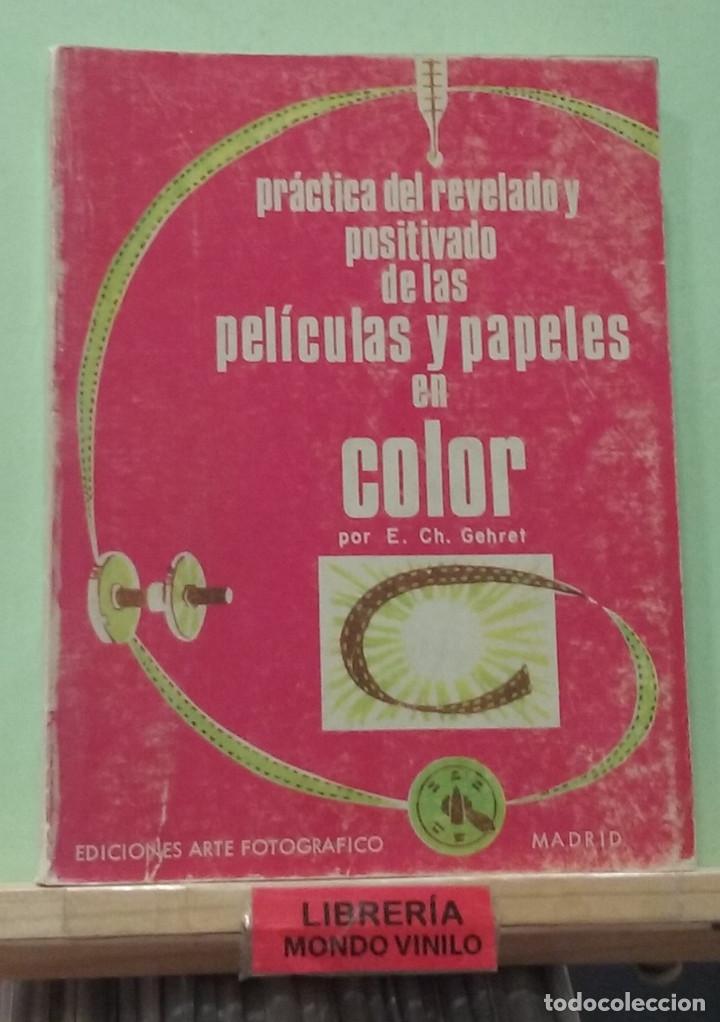 práctica del revelado y
positivado
de las
películas y papeles
en
color
por E. Ch. Gehret
EDICIONES ARTE FOTOGRAFICO
MADRID
LIBRERÍA
MONDO VINILO
todocoleccion